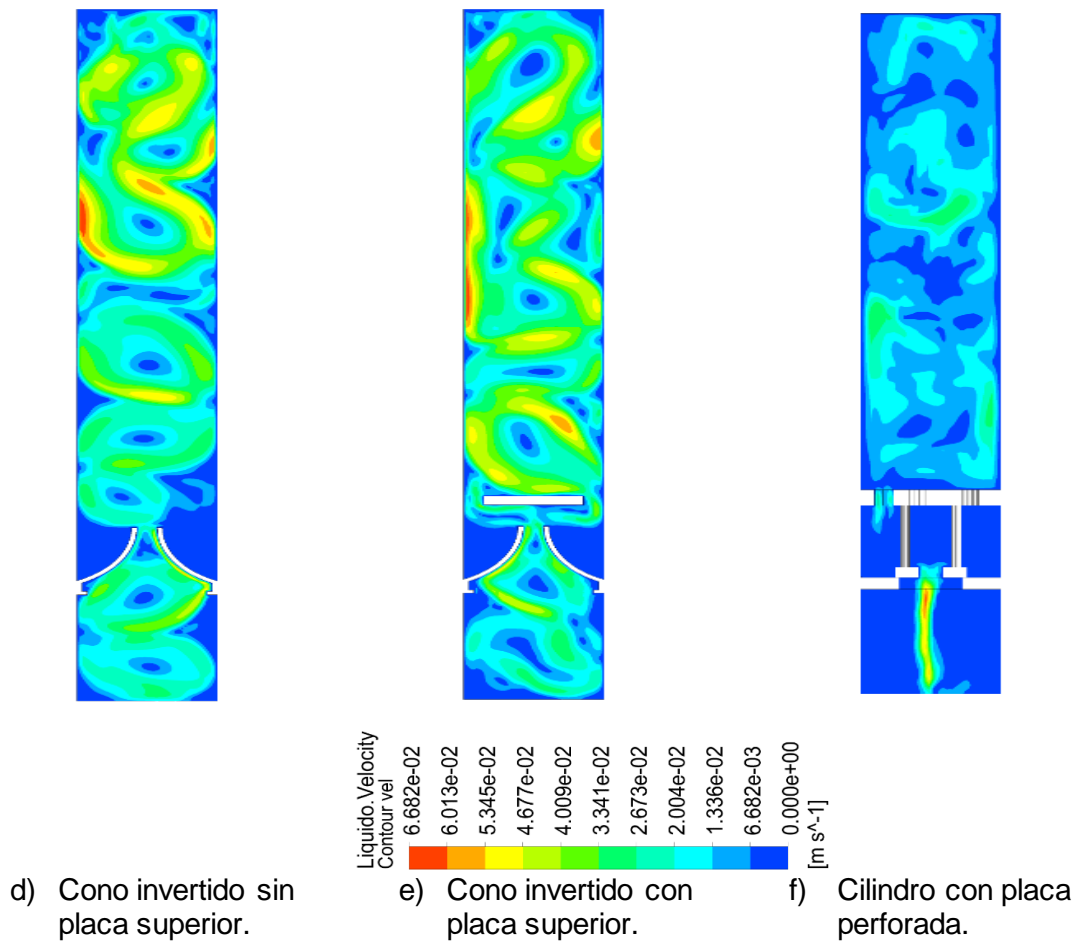 Liquido.Velocity
Contour vel
6.682e-02
6.013e-02
5.345e-02
4.677e-02
4.009e-02
3.341e-02
2.673e-02
2.004e-02
1.336e-02
6.682e-03
0.000e+00
[m s^-1]
d) Cono invertido sin
placa superior.
e) Cono invertido con
placa superior.
f) Cilindro con placa
perforada.